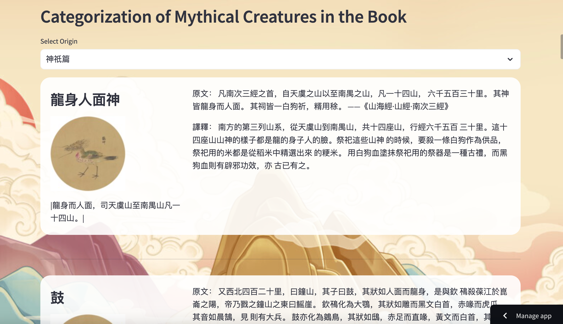 Categorization of Mythical Creatures in the Book
Select Origin
神祇篇
龍身人面神
|龍身而人面，司天虞山至南禺山凡一
十四山。|
原文： 凡南次三經之首，自天虞之山以至南禺之山，凡一十四山， 六千五百三十里。 其神
皆龍身而人面。 其祠皆一白狗祈，糈用稌。 ——《山海經·山經·南次三經》
譯釋： 南方的第三列山系，從天虞山到南禺山，共十四座山，行經六千五百三十里。這十
四座山山神的樣子都是龍的身子人的臉。祭祀這些山神 的時候，要殺一條白狗作為供品，
祭祀用的米都是從稻米中精選出來 的粳米。 用白狗血塗抹祭祀用的祭器是一種古禮，而黑
狗血則有辟邪功效，亦 古已有之。
鼓
原文： 又西北四百二十里，曰鐘山，其子曰鼓，其狀如人面而龍身，是與欽 䲹殺葆江於崑
崙之陽，帝乃戮之鐘山之東曰䍃崖。 欽䲹化為大鶚，其狀如雕而黑文白首，赤喙而虎爪，
其音如晨鵠，見 則有大兵。 鼓亦化為鵕鳥，其狀如鴟，赤足而直喙，黃文而白首，其
Manage app